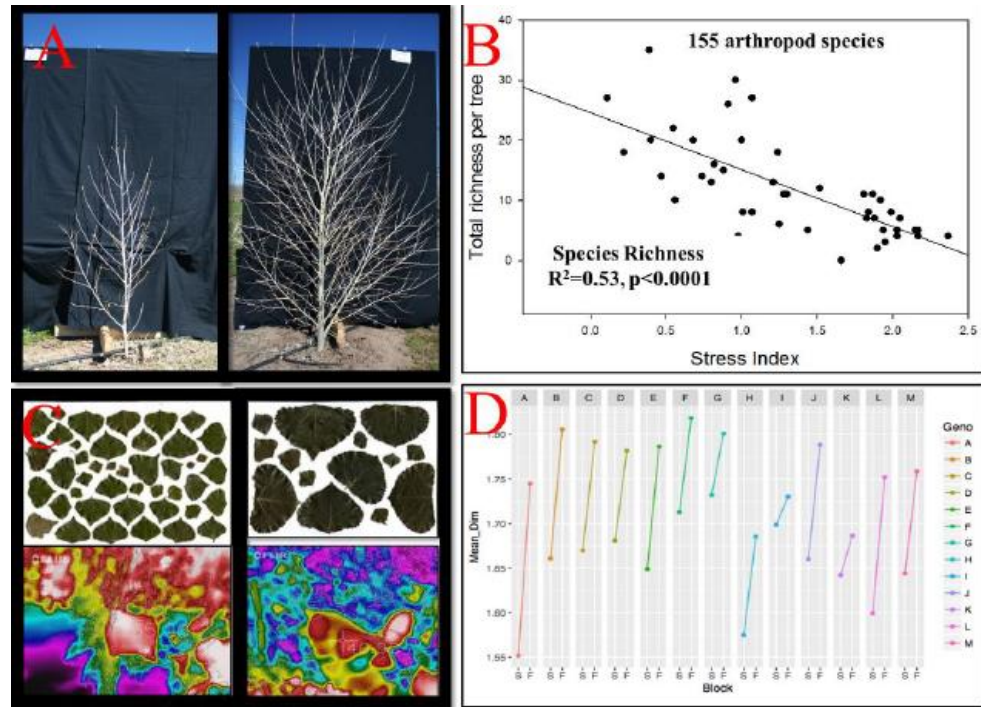 A
B
155 arthropod species
Total richness per tree
40
30
20
10
0
Species Richness
R²=0.53, p<0.0001
0.0 0.5 1.0 1.5 2.0 2.5
Stress Index
C
D
A B C D E F G H I J K L M
Mean_Dim
1.80
1.75
1.70
1.65
1.60
1.55
S F S F S F S F S F S F S F S F S F S F S F S F S F
Block
Geno
A
B
C
D
E
F
G
H
I
J
K
L
M